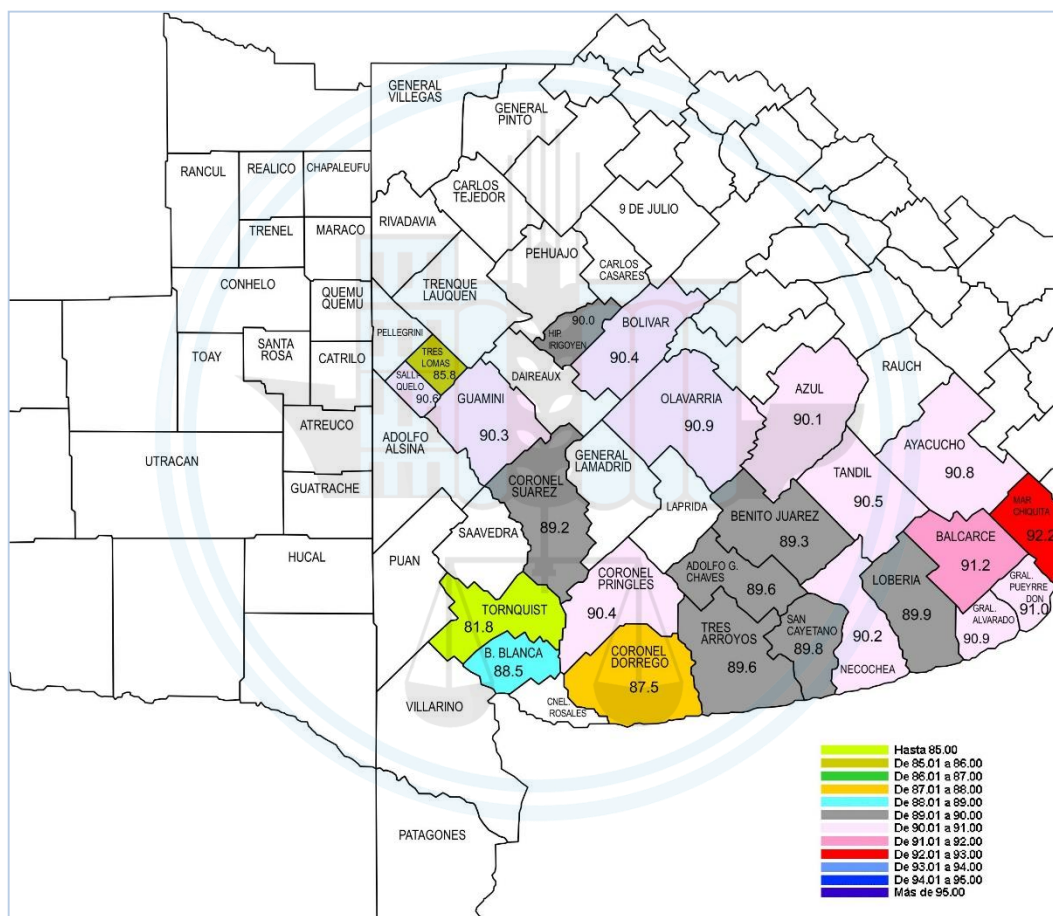 GENERAL
VILLEGAS
GENERAL
PINTO
RANCUL
REALICO
CHAPALEUFU
CARLOS
TEJEDOR
9 DE JULIO
RIVADAVIA
TRENEL
MARACO
PEHUAJO
CARLOS
CASARES
CONHELO
QUEMU
QUEMU
TRENQUE
LAUQUEN
90.0
HIP.
IRIGOYEN
BOLIVAR
90.4
PELLEGRINI
TOAY
SANTA
ROSA
CATRILO
TRES
LOMAS
85.8
DAIREAUX
RAUCH
SALLI
QUELO
90.6
GUAMINI
90.3
OLAVARRIA
90.9
AZUL
90.1
ATREUCO
ADOLFO
ALSINA
AYACUCHO
90.8
UTRACAN
GENERAL
LAMADRID
TANDIL
90.5
GUATRACHE
CORONEL
SUAREZ
89.2
LAPRIDA
BENITO JUAREZ
89.3
MAR
CHIQUITA
92.2
SAAVEDRA
HUCAL
PUAN
BALCARCE
91.2
CORONEL
PRINGLES
90.4
ADOLFO G.
CHAVES
89.6
LOBERIA
89.9
GRAL.
PUEYRRE
DON
91.0
TORNQUIST
81.8
TRES
ARROYOS
89.6
SAN
CAYETANO
89.8
90.2
NECOCHEA
GRAL.
ALVARADO
90.9
B. BLANCA
88.5
CORONEL
DORREGO
87.5
VILLARINO
CNEL.
ROSALES
PATAGONES
Hasta 85.00
De 85.01 a 86.00
De 86.01 a 87.00
De 87.01 a 88.00
De 88.01 a 89.00
De 89.01 a 90.00
De 90.01 a 91.00
De 91.01 a 92.00
De 92.01 a 93.00
De 93.01 a 94.00
De 94.01 a 95.00
Más de 95.00